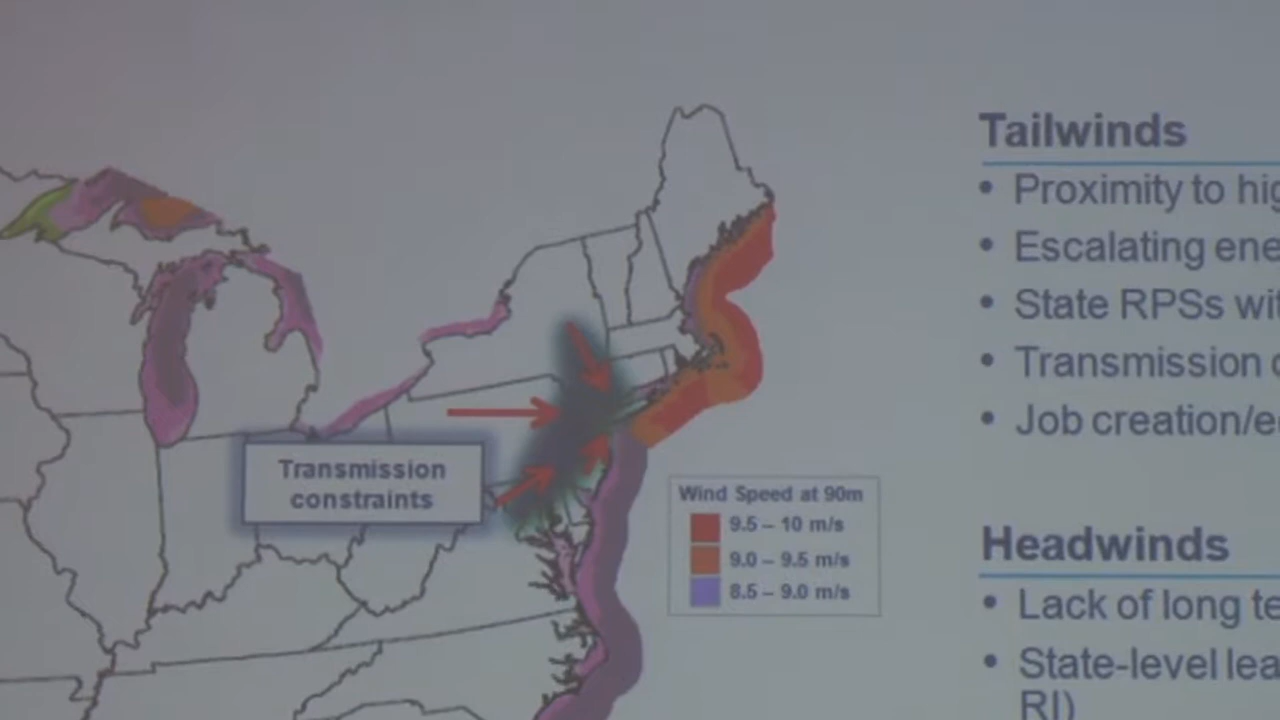 Tailwinds
• Proximity to hig
• Escalating ene
• State RPSs wi
• Transmission
• Job creation/e
Transmission
constraints
Wind Speed at 90m
9.5 – 10 m/s
9.0 – 9.5 m/s
8.5 – 9.0 m/s
Headwinds
• Lack of long te
• State-level lea
RI)